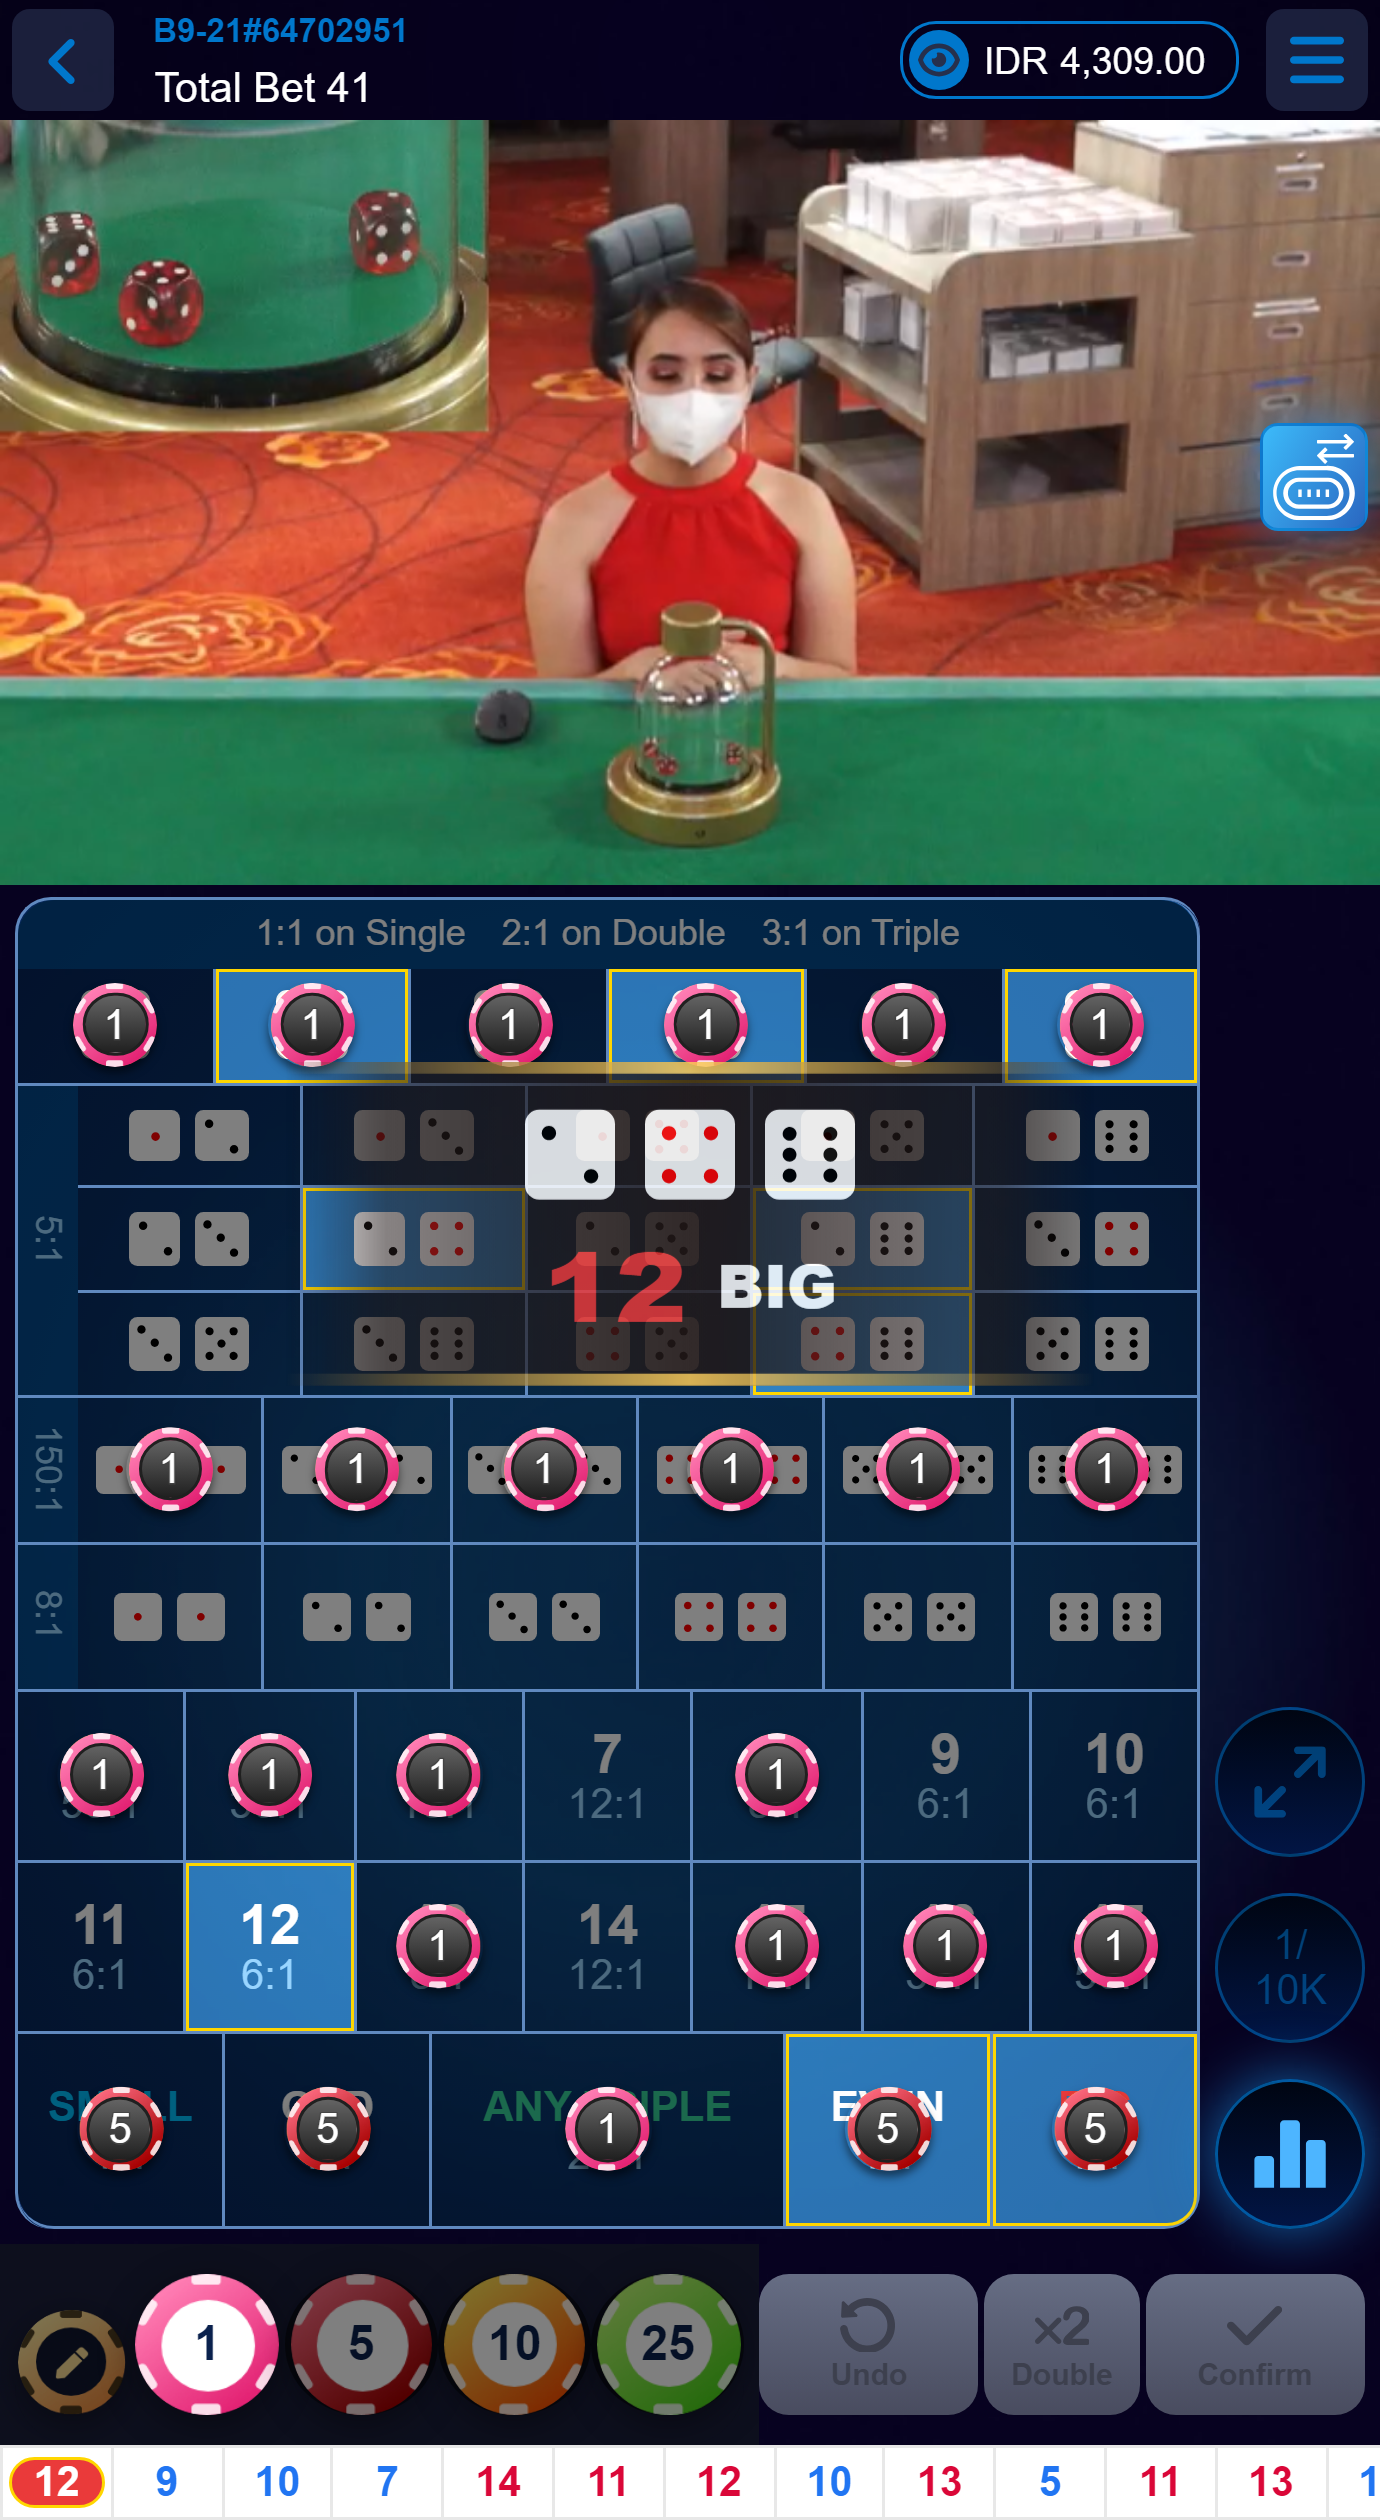 B9-21#64702951
Total Bet 41
IDR 4,309.00
1:1 on Single 2:1 on Double 3:1 on Triple
1 1 1 1 1 1
5:1
12 BIG
150:1
1 1 1 1 1 1
8:1
1 1 1 7 1 9 10
12:1 6:1 6:1
11 12 1 14 1 1 1
6:1 6:1 12:1
5 5 1 5 5
1/
10K
1 5 10 25
x2
Undo Double Confirm
12 9 10 7 14 11 12 10 13 5 11 13